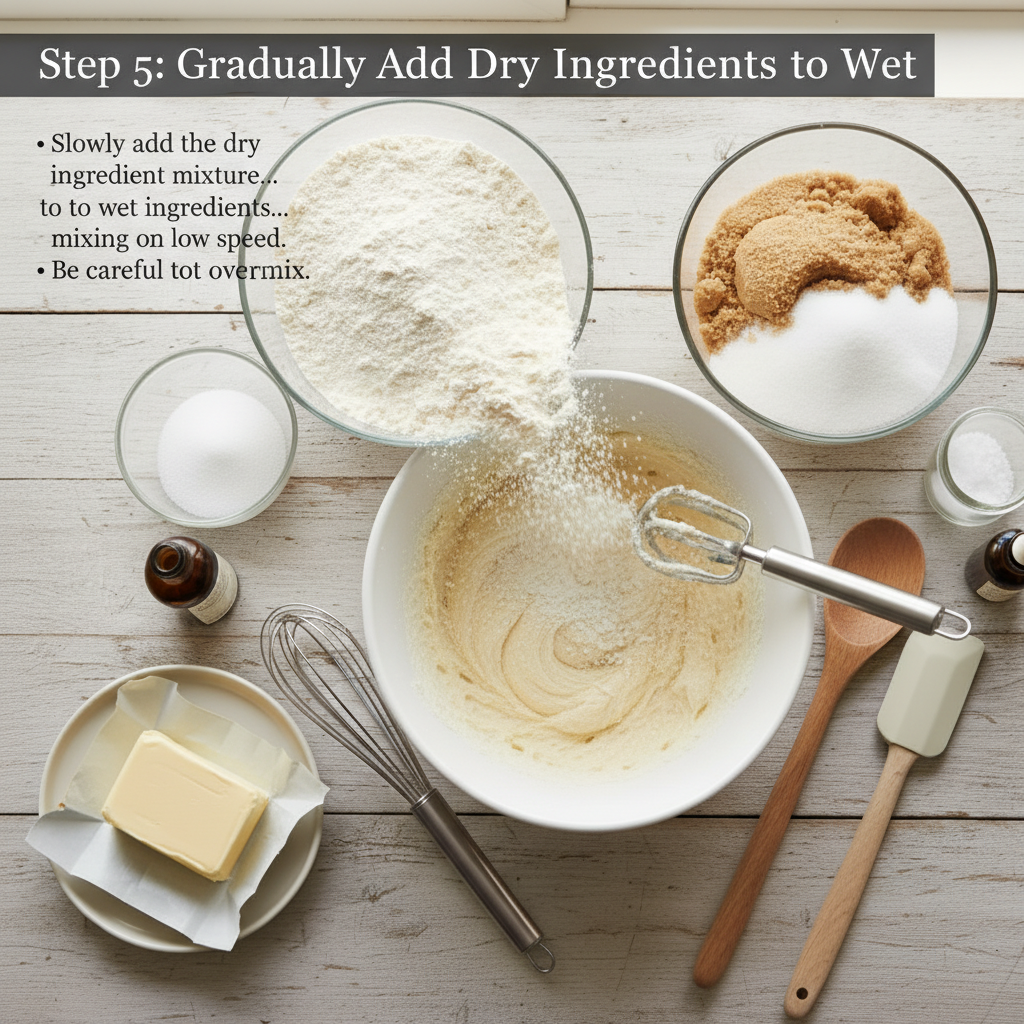 Step 5: Gradually Add Dry Ingredients to Wet
• Slowly add the dry
ingredient mixture...
to to wet ingredients...
mixing on low speed.
• Be careful tot overmix.